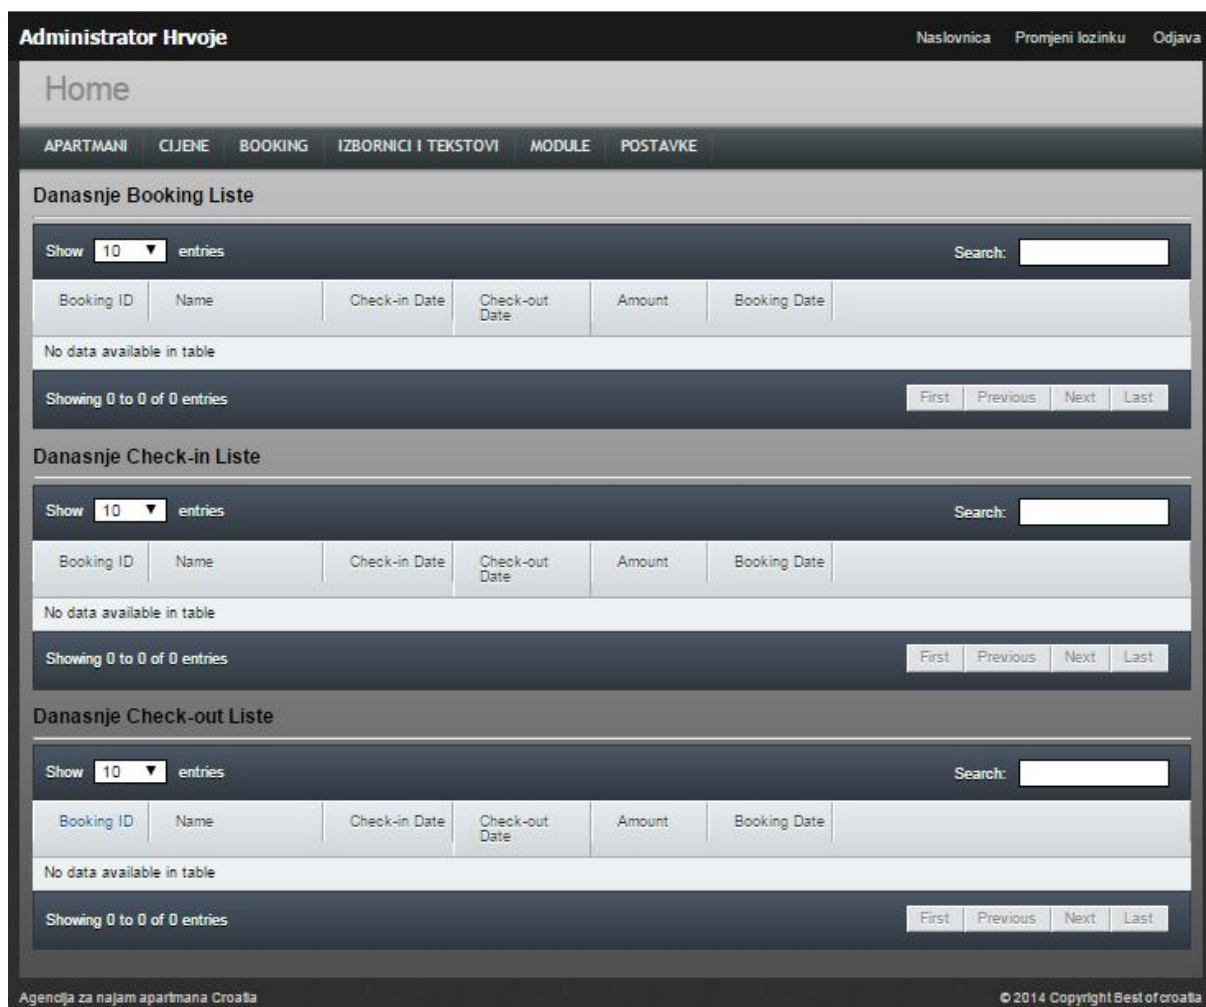 Administrator Hrvoje Naslovnica Promjeni lozinku Odjava
Home
APARTMANI CIJENE BOOKING IZBORNICI I TEKSTOVI MODULE POSTAVKE
Danasnje Booking Liste
Show 10 entries Search:
Booking ID Name Check-in Date Check-out Date Amount Booking Date
No data available in table
Showing 0 to 0 of 0 entries First Previous Next Last
Danasnje Check-in Liste
Show 10 entries Search:
Booking ID Name Check-in Date Check-out Date Amount Booking Date
No data available in table
Showing 0 to 0 of 0 entries First Previous Next Last
Danasnje Check-out Liste
Show 10 entries Search:
Booking ID Name Check-in Date Check-out Date Amount Booking Date
No data available in table
Showing 0 to 0 of 0 entries First Previous Next Last
Agencija za najam apartmana Croatia © 2014 Copyright Best of croatia